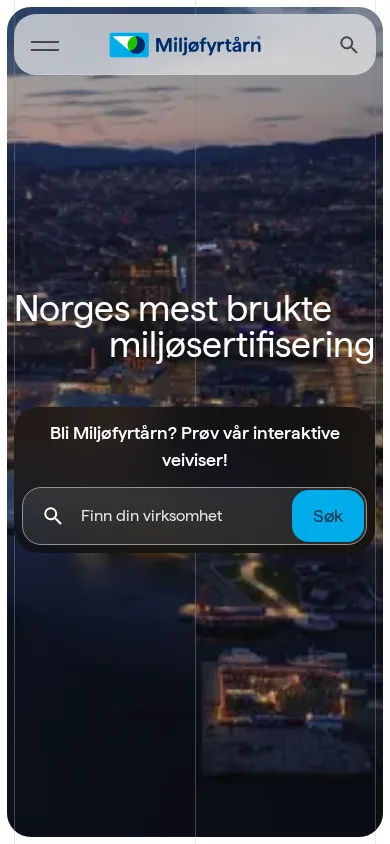 Miljøfyrtårn®
Norges mest brukte
miljøsertifisering
Bli Miljøfyrtårn? Prøv vår interaktive
veiviser!
Finn din virksomhet
Søk